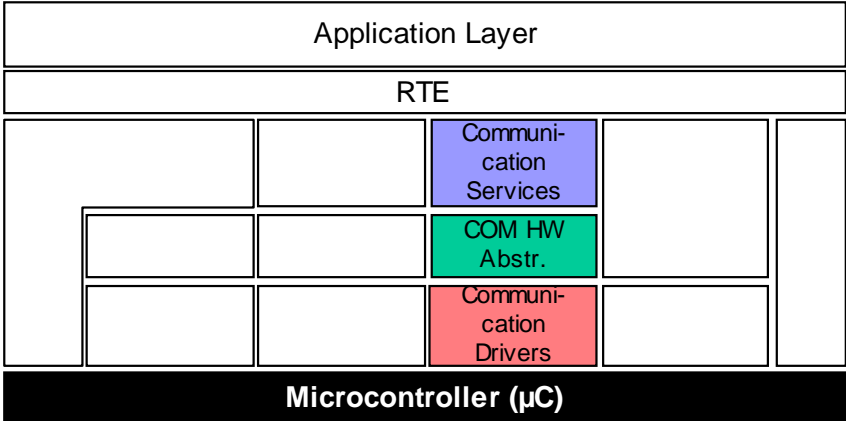 Application Layer
RTE
Communi-
cation
Services
COM HW
Abstr.
Communi-
cation
Drivers
Microcontroller (µC)